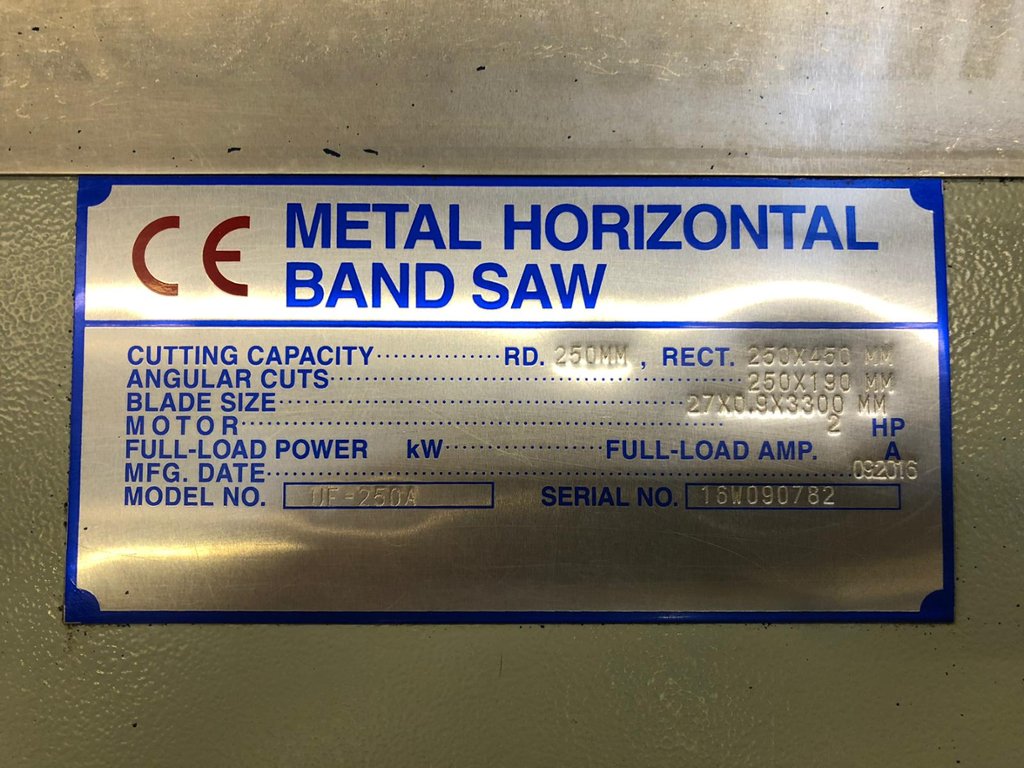 CE METAL HORIZONTAL
BAND SAW
CUTTING CAPACITY···············RD. 250MM , RECT. 250X450 MM
ANGULAR CUTS··················································250X190 MM
BLADE SIZE··················································27X0.9X3300 MM
MOTOR··················································2 HP
FULL-LOAD POWER kW····················FULL-LOAD AMP. A
MFG. DATE··················································092016
MODEL NO. UE-250A SERIAL NO. 16W090782